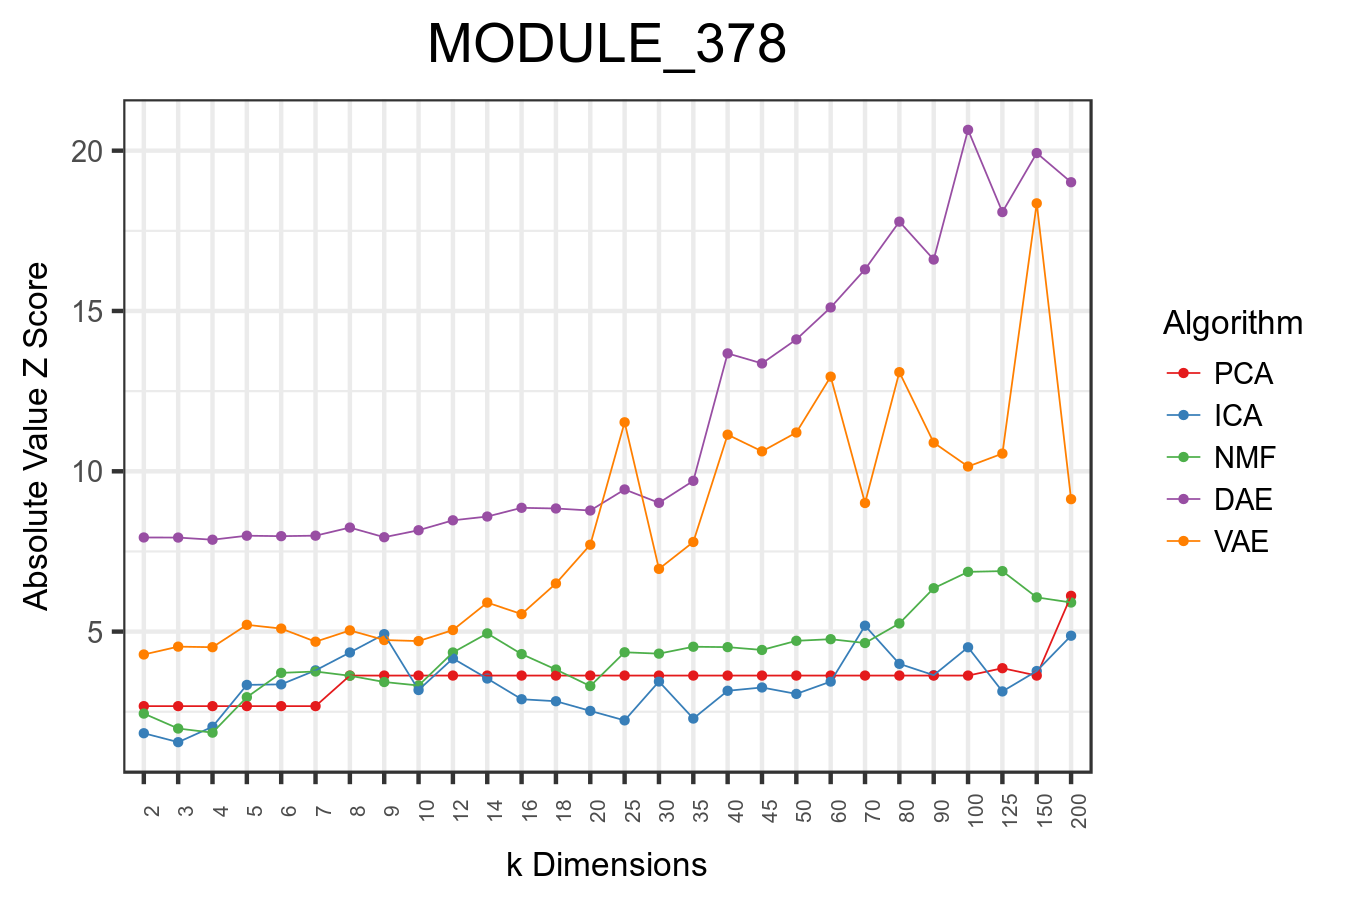 MODULE_378
Absolute Value Z Score
20
15
10
5
2 3 4 5 6 7 8 9 10 12 14 16 18 20 25 30 35 40 45 50 60 70 80 90 100 125 150 200
k Dimensions
Algorithm
PCA
ICA
NMF
DAE
VAE